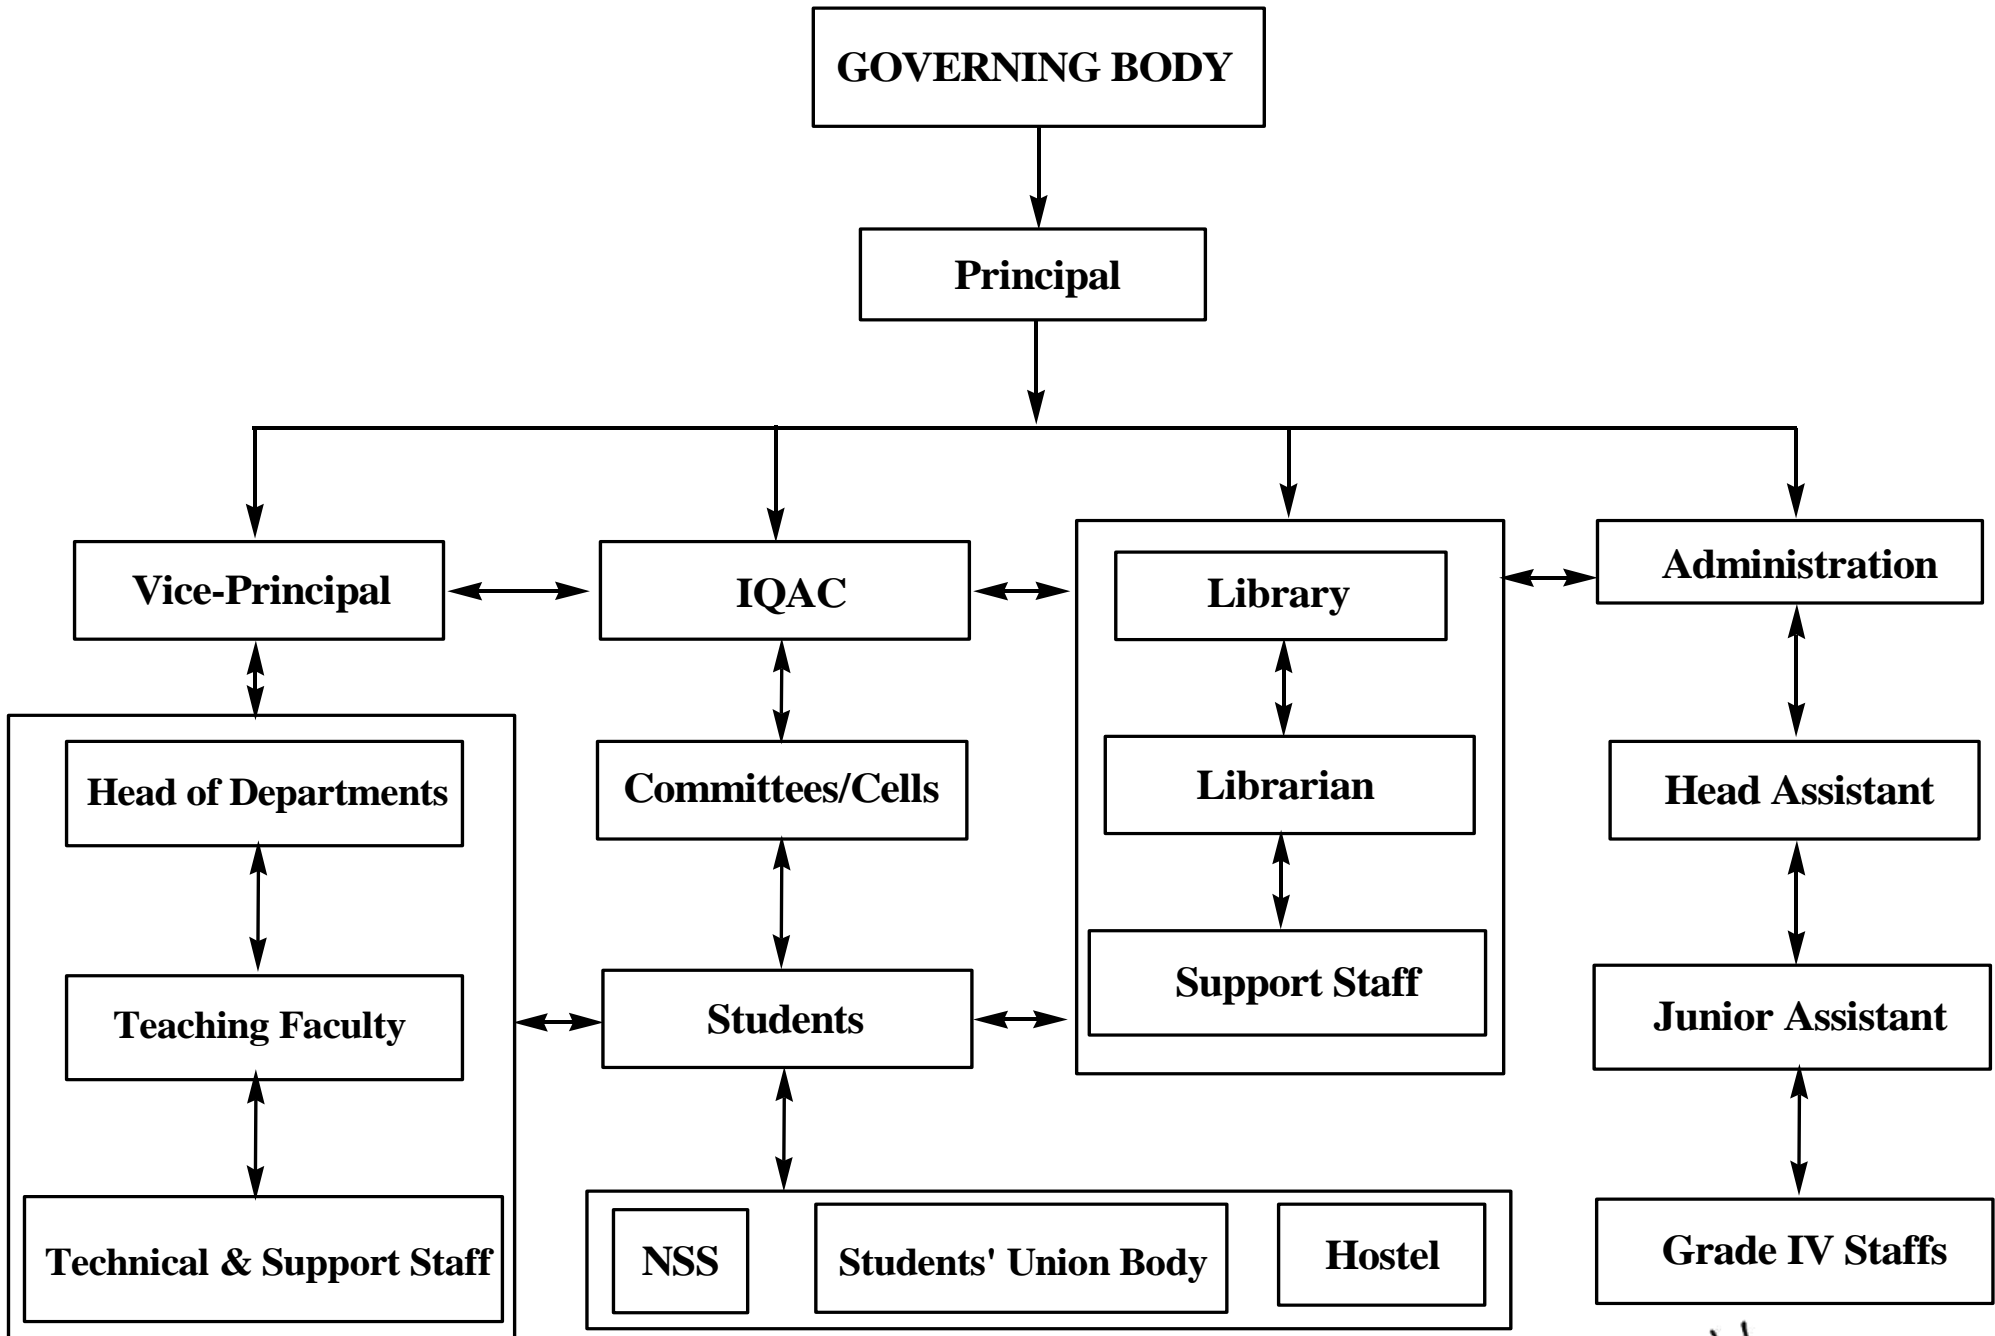 GOVERNING BODY
Principal
Vice-Principal
IQAC
Library
Administration
Head of Departments
Committees/Cells
Librarian
Head Assistant
Teaching Faculty
Students
Support Staff
Junior Assistant
Technical & Support Staff
NSS
Students' Union Body
Hostel
Grade IV Staffs